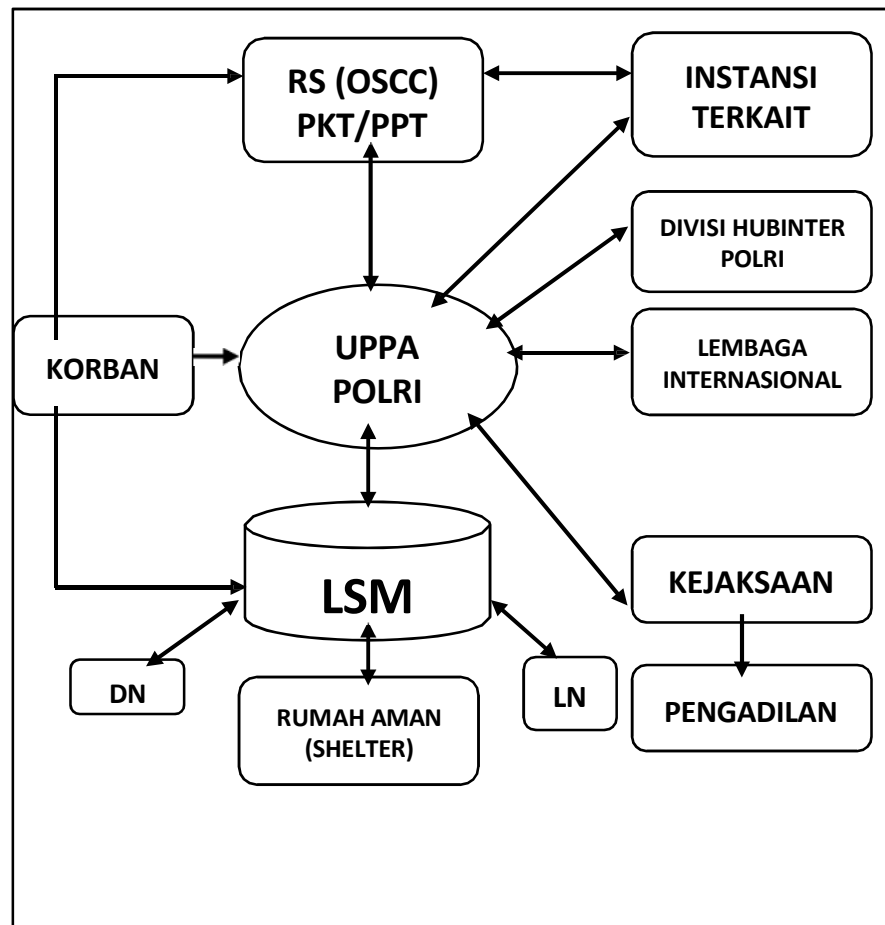 RS (OSCC)
PKT/PPT
INSTANSI
TERKAIT
DIVISI HUBINTER
POLRI
KORBAN
UPPA
POLRI
LEMBAGA
INTERNASIONAL
LSM
KEJAKSAAN
DN
RUMAH AMAN
(SHELTER)
LN
PENGADILAN